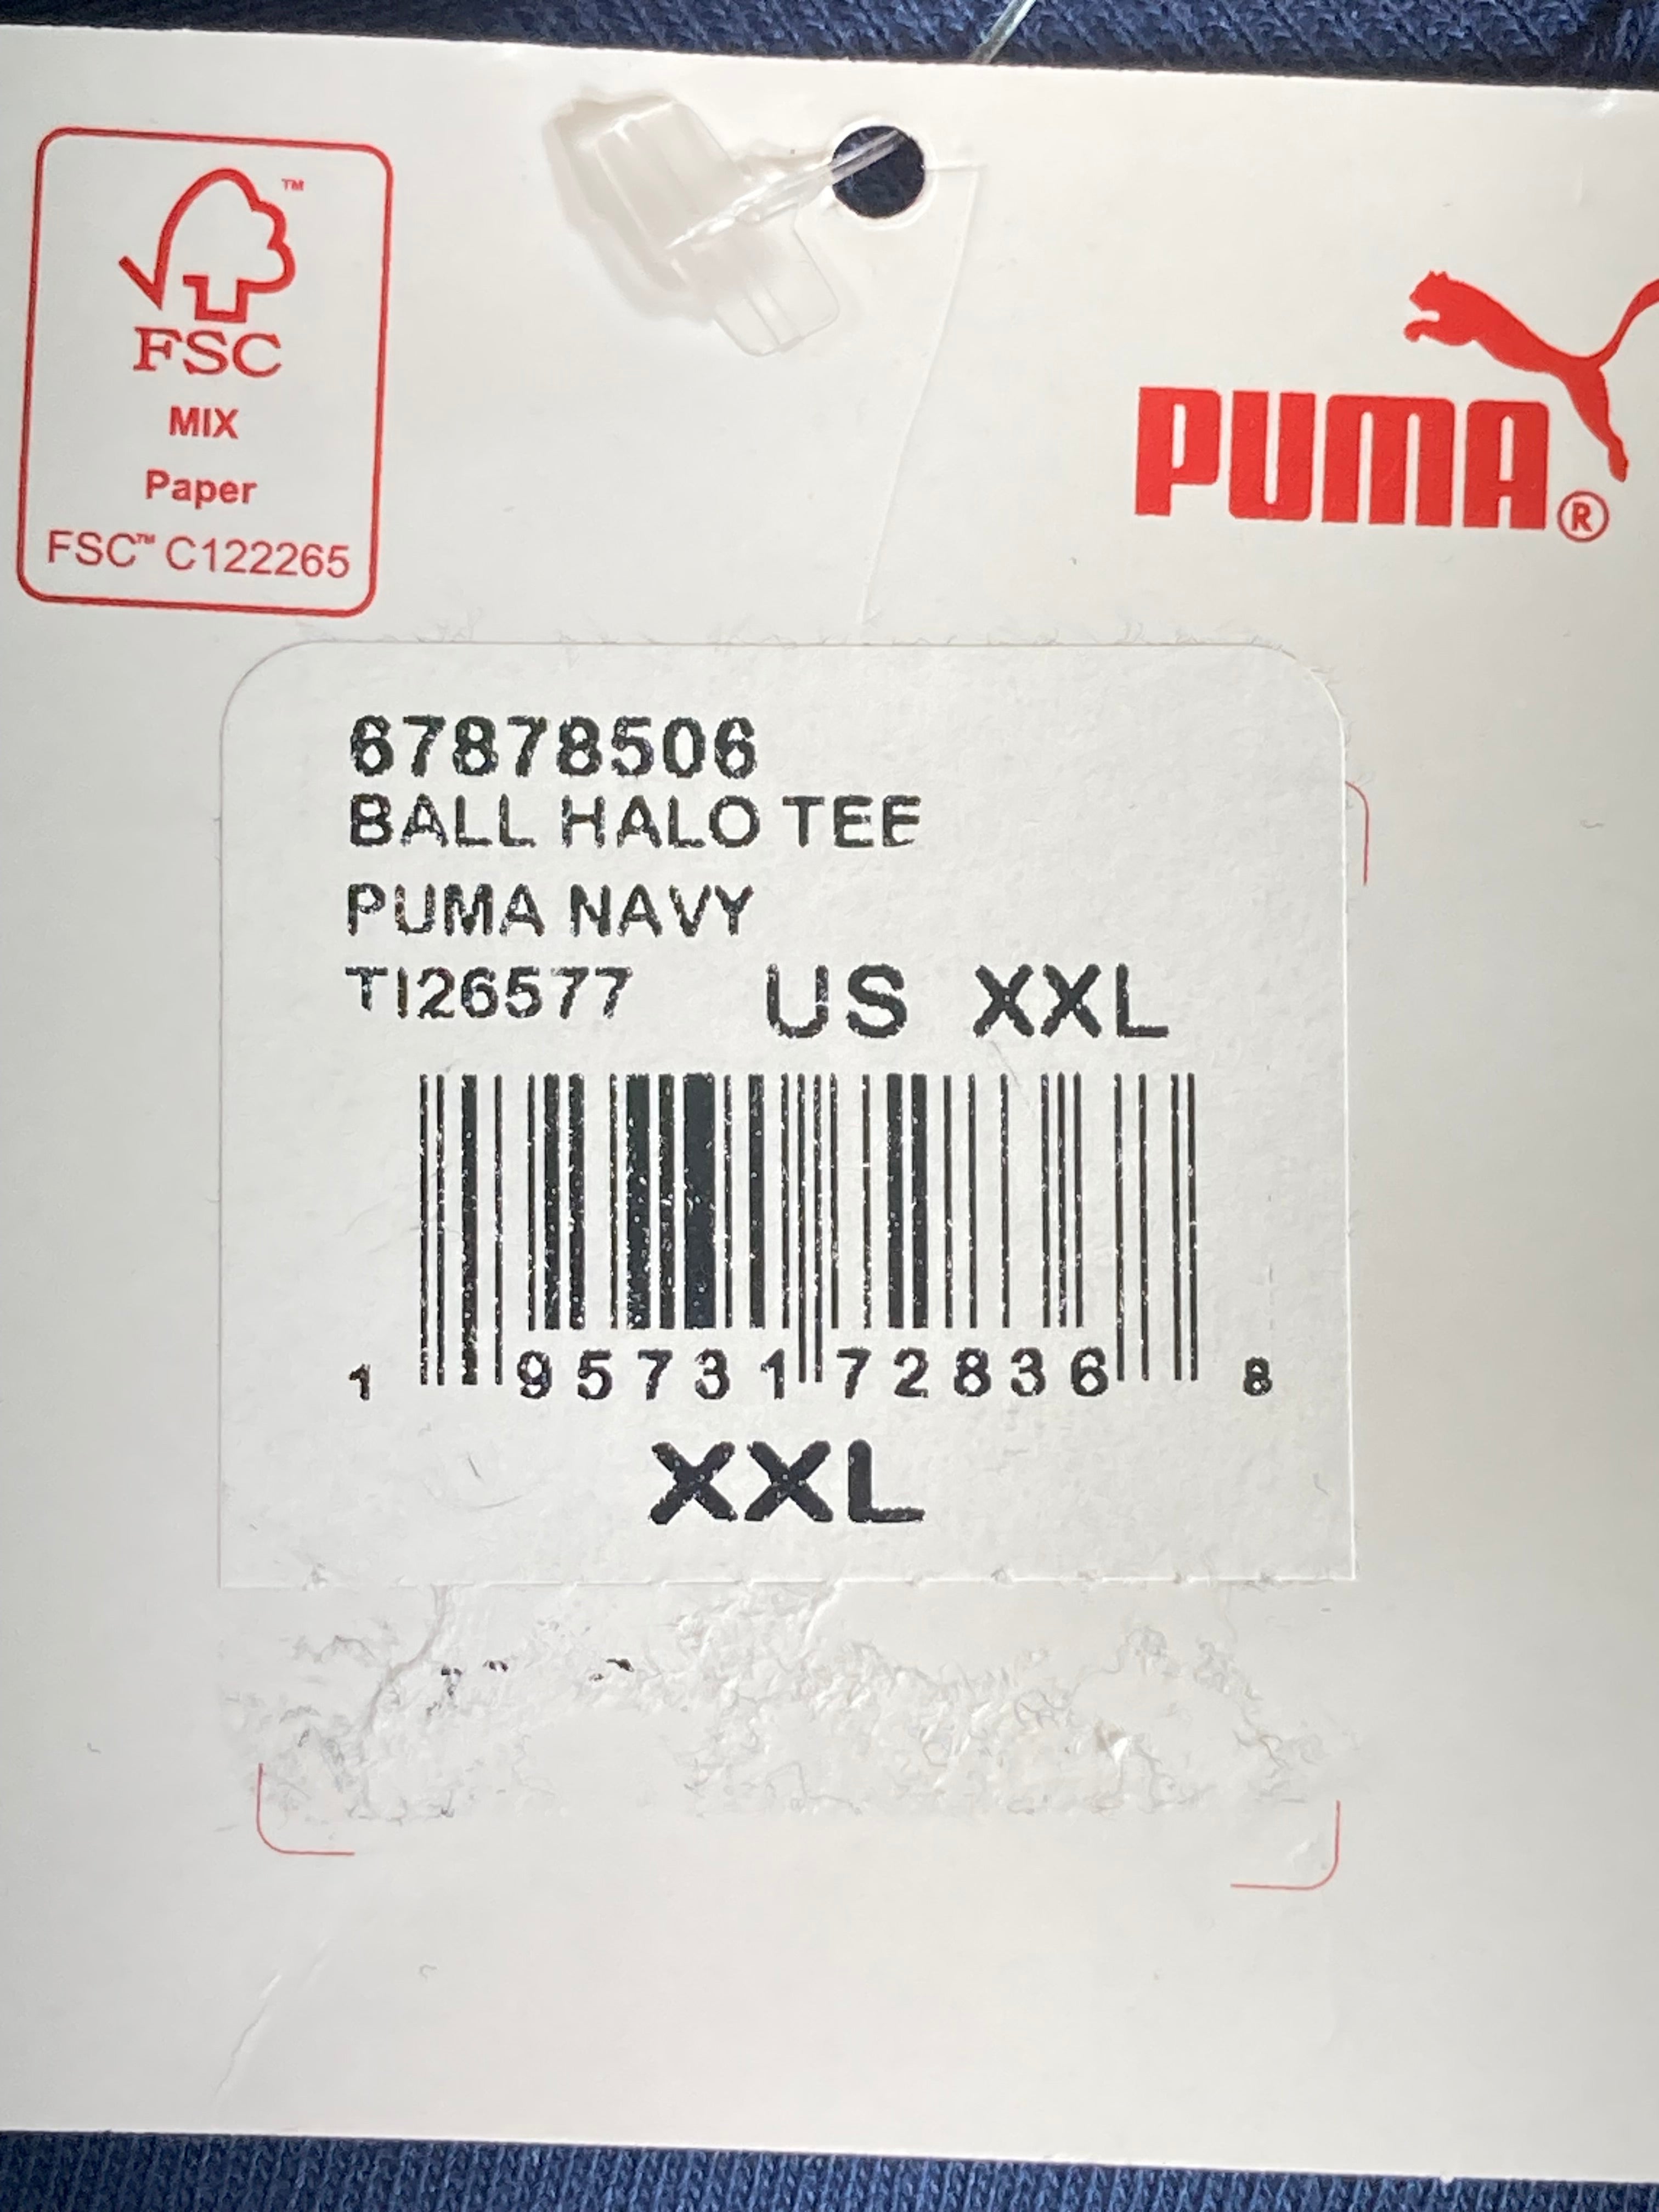 ™
FSC
MIX
Paper
FSC™ C122265
PUMA®
67878506
BALL HALO TEE
PUMA NAVY
TI26577 US XXL
1 95731 72836 8
XXL